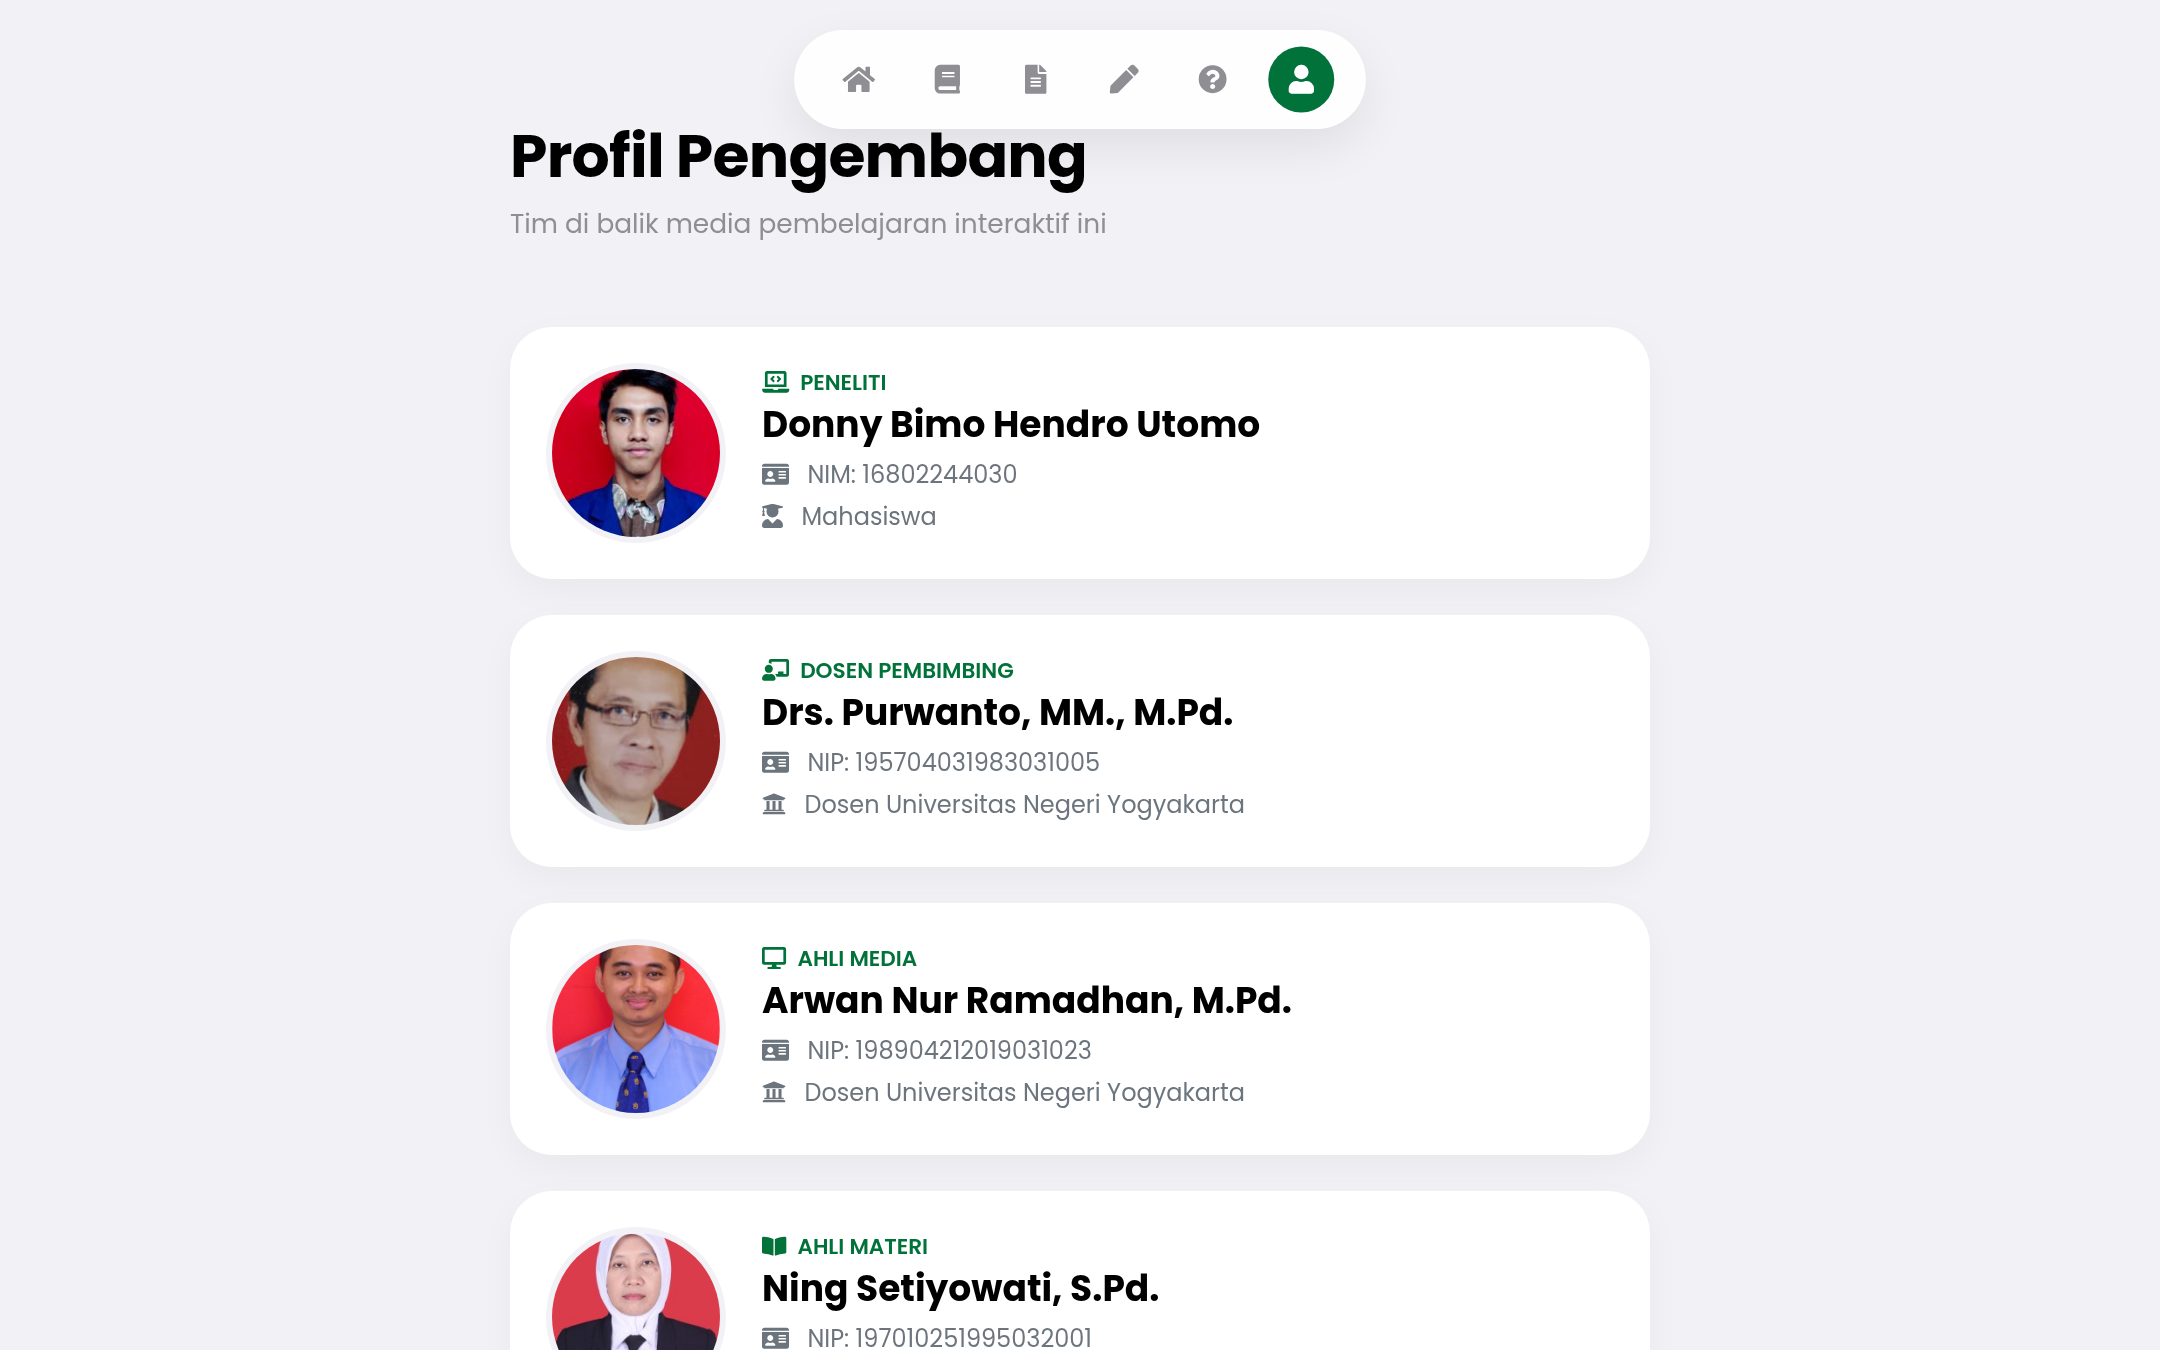 Profil Pengembang
Tim di balik media pembelajaran interaktif ini
PENELITI
Donny Bimo Hendro Utomo
NIM: 16802244030
Mahasiswa
DOSEN PEMBIMBING
Drs. Purwanto, MM., M.Pd.
NIP: 195704031983031005
Dosen Universitas Negeri Yogyakarta
AHLI MEDIA
Arwan Nur Ramadhan, M.Pd.
NIP: 198904212019031023
Dosen Universitas Negeri Yogyakarta
AHLI MATERI
Ning Setiyowati, S.Pd.
NIP: 197010251995032001